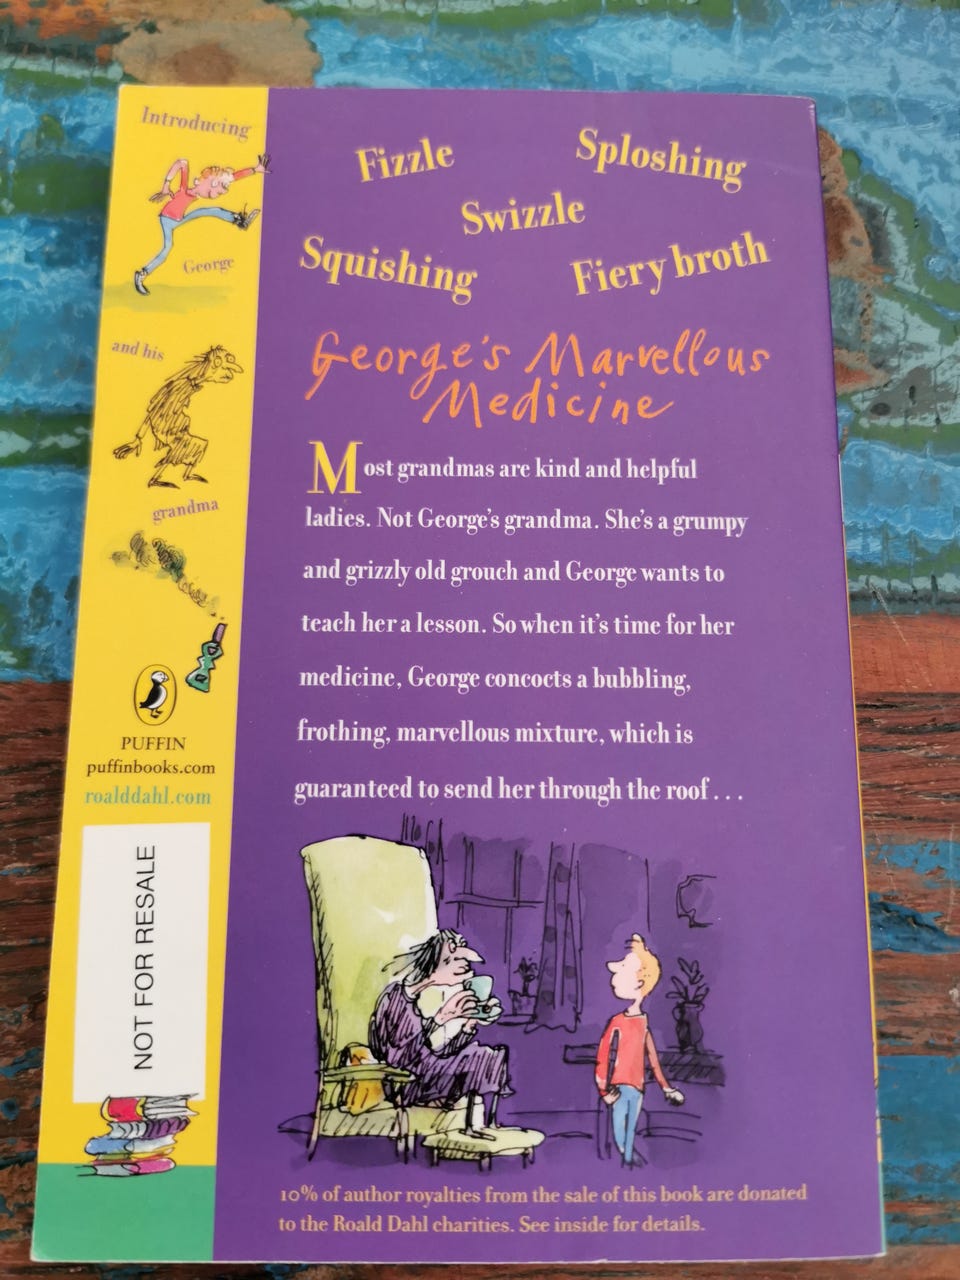 Introducing
George
and his
grandma
PUFFIN
puffinbooks.com
roalddahl.com
NOT FOR RESALE
Fizzle
Sploshing
Swizzle
Squishing
Fiery broth
George's Marvellous
Medicine
Most grandmas are kind and helpful
ladies. Not George's grandma. She's a grumpy
and grizzly old grouch and George wants to
teach her a lesson. So when it's time for her
medicine, George concocts a bubbling,
frothing, marvellous mixture, which is
guaranteed to send her through the roof . . .
10% of author royalties from the sale of this book are donated
to the Roald Dahl charities. See inside for details.